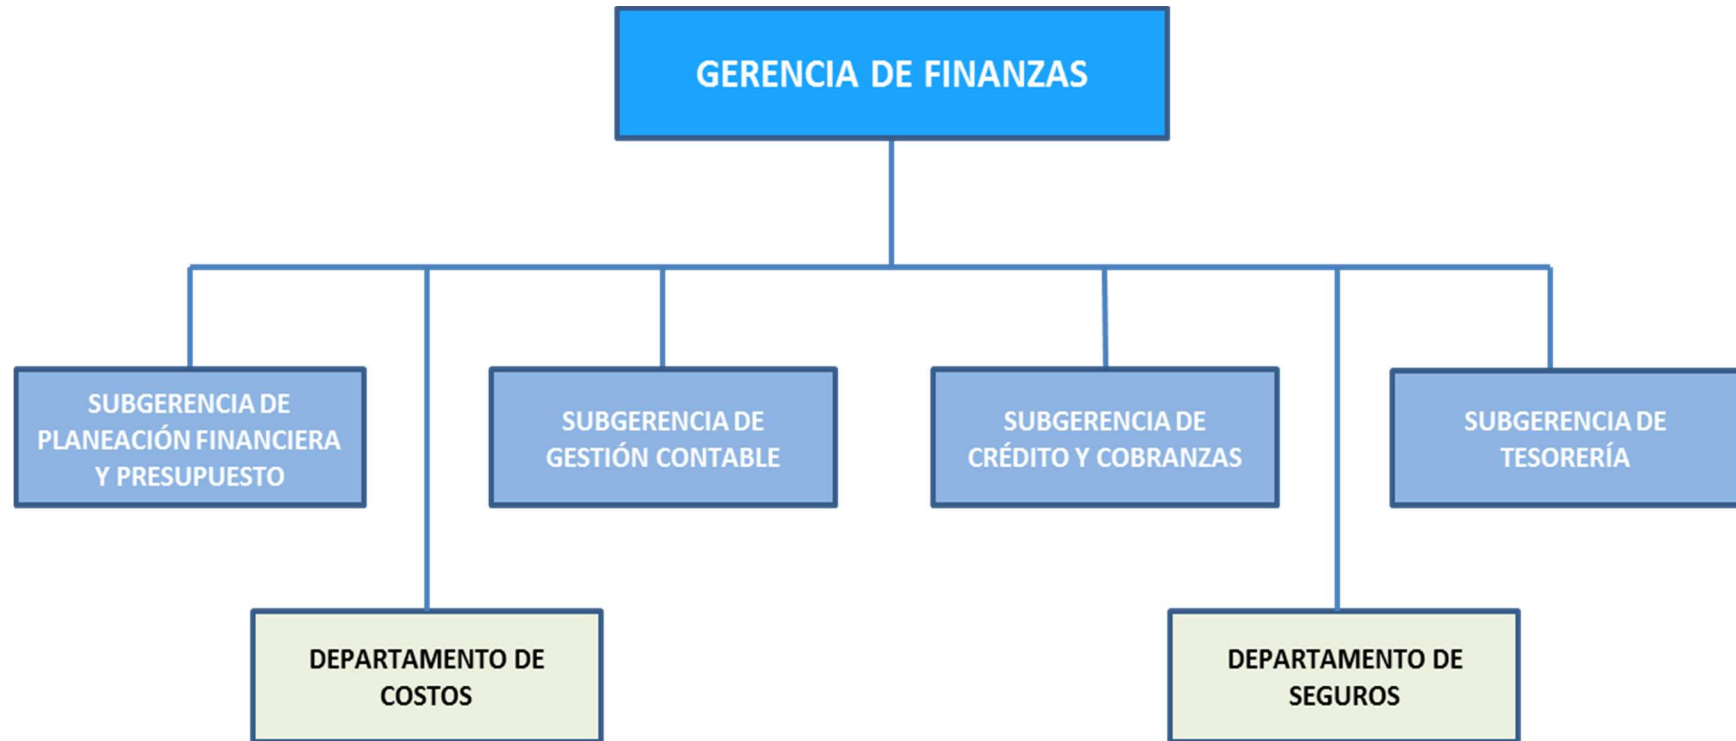 GERENCIA DE FINANZAS
SUBGERENCIA DE
PLANEACIÓN FINANCIERA
Y PRESUPUESTO
SUBGERENCIA DE
GESTIÓN CONTABLE
SUBGERENCIA DE
CRÉDITO Y COBRANZAS
SUBGERENCIA DE
TESORERÍA
DEPARTAMENTO DE
COSTOS
DEPARTAMENTO DE
SEGUROS